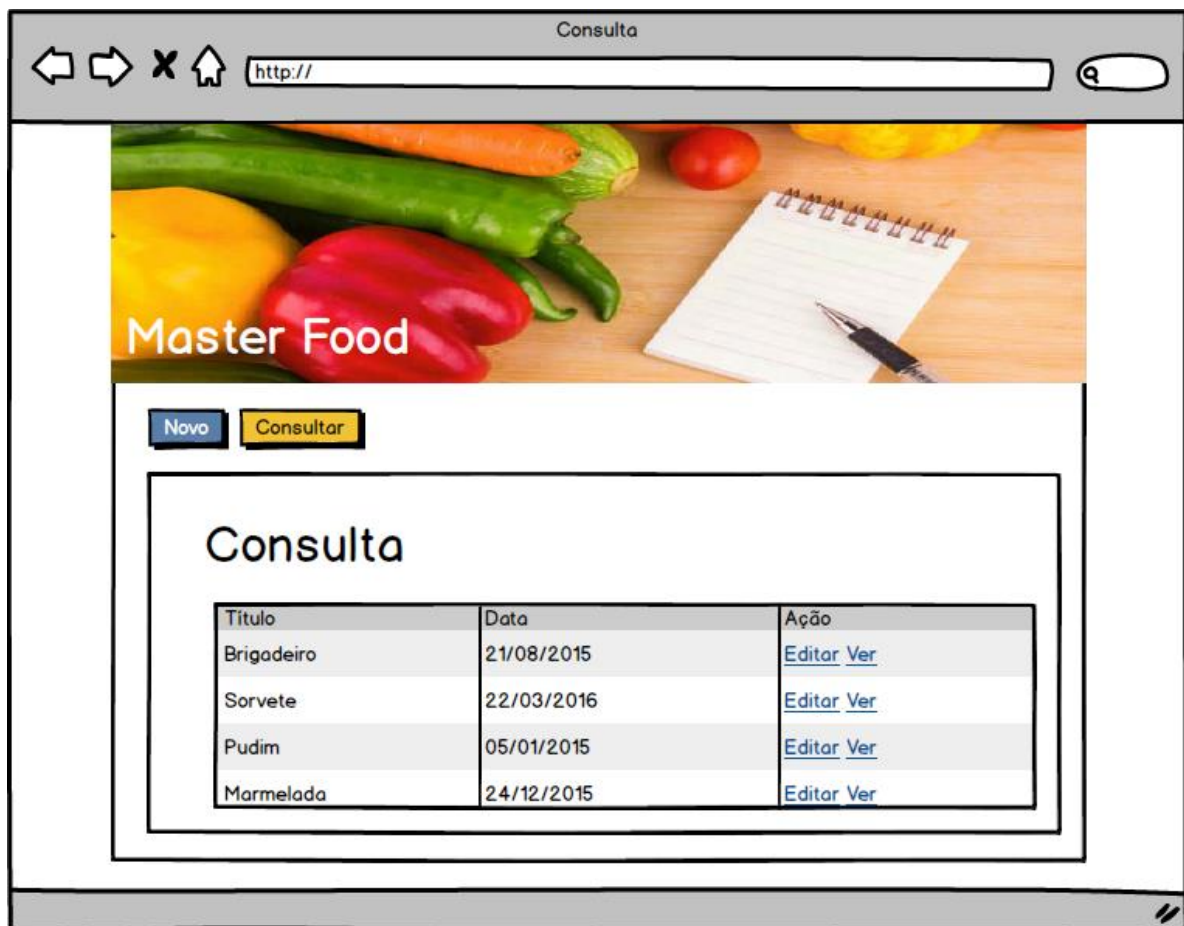 Consulta
http://
Master Food
Novo Consultar
Consulta
Título Data Ação
Brigadeiro 21/08/2015 Editar Ver
Sorvete 22/03/2016 Editar Ver
Pudim 05/01/2015 Editar Ver
Marmelada 24/12/2015 Editar Ver